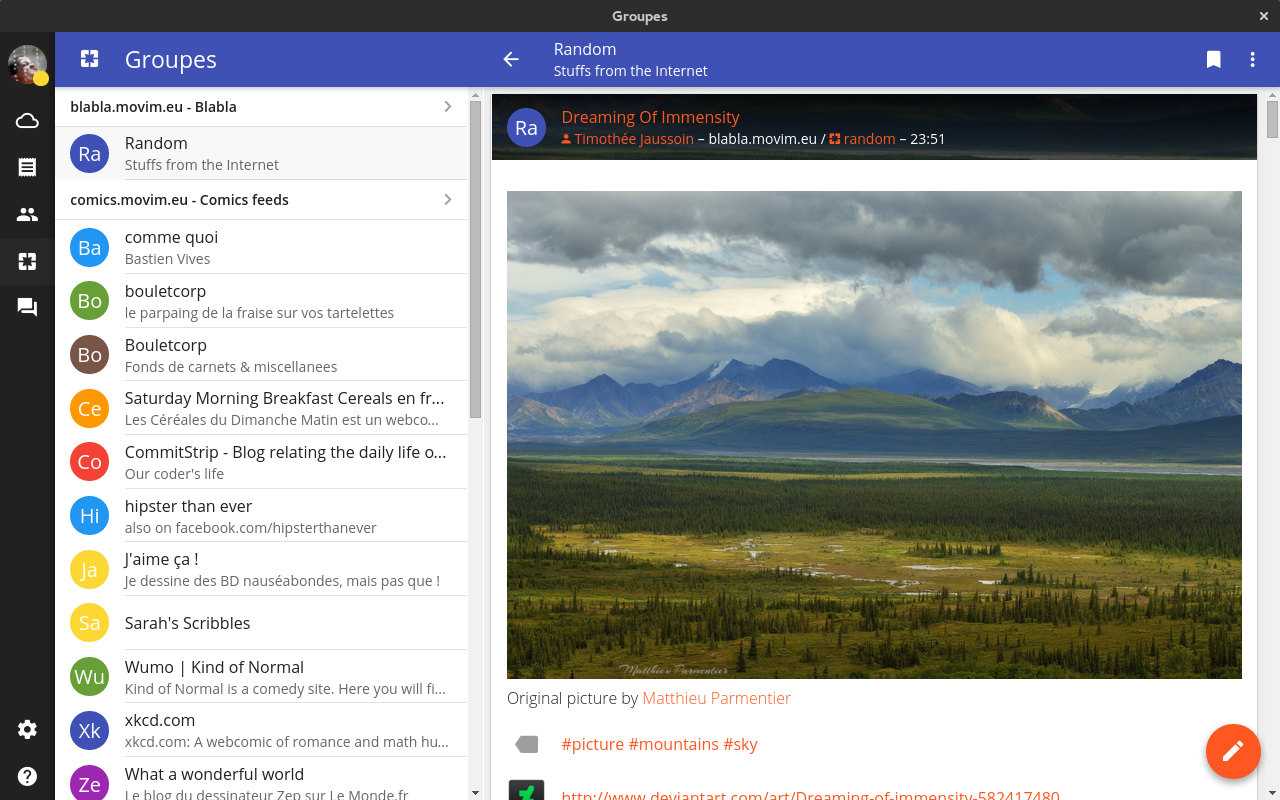 Groupes
Groupes
Random
Stuffs from the Internet
blabla.movim.eu - Blabla
Ra
Random
Stuffs from the Internet
comics.movim.eu - Comics feeds
Ba
comme quoi
Bastien Vives
Bo
bouletcorp
le parpaing de la fraise sur vos tartelettes
Bo
Bouletcorp
Fonds de carnets & miscellanees
Ce
Saturday Morning Breakfast Cereals en fr...
Les Céréales du Dimanche Matin est un webco...
Co
CommitStrip - Blog relating the daily life o...
Our coder's life
Hi
hipster than ever
also on facebook.com/hipsterthanever
Ja
J'aime ça !
Je dessine des BD nauséabondes, mais pas que !
Sa
Sarah's Scribbles
Wu
Wumo | Kind of Normal
Kind of Normal is a comedy site. Here you will fi...
Xk
xkcd.com
xkcd.com: A webcomic of romance and math hu...
Ze
What a wonderful world
Le blog du dessinateur Zep sur Le Monde.fr
Ra
Dreaming Of Immensity
Timothée Jaussoin – blabla.movim.eu / random – 23:51
Matthieu Parmentier
Original picture by Matthieu Parmentier
#picture #mountains #sky
http://www.deviantart.com/art/Dreaming-of-immensity-582417480